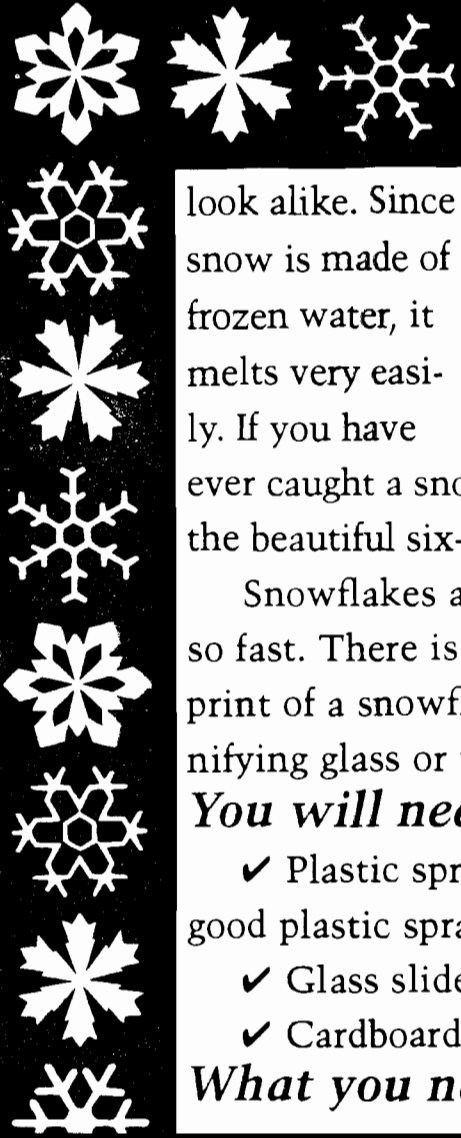 look alike. Since
snow is made of
frozen water, it
melts very easi-
ly. If you have
ever caught a sno
the beautiful six-
Snowflakes a
so fast. There is
print of a snowfl
nifying glass or
You will nee
✔ Plastic spr
good plastic spra
✔ Glass slide
✔ Cardboard
What you n